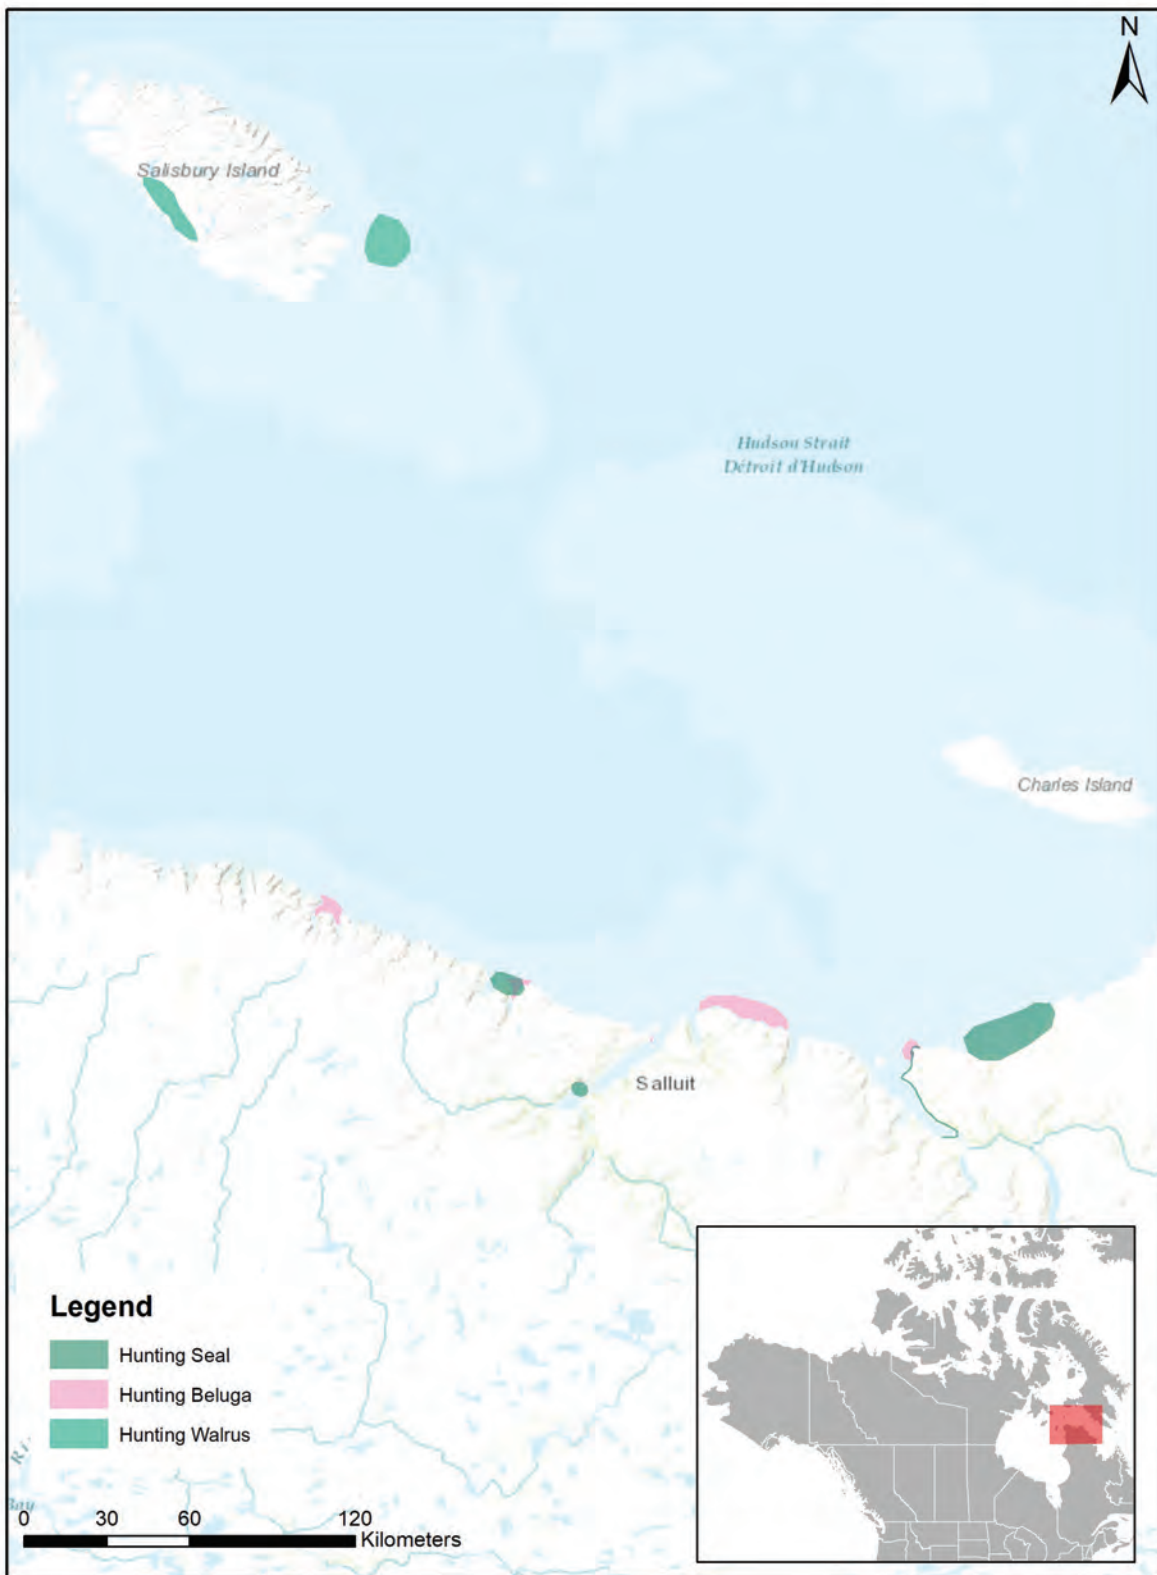 N
Salisbury Island
Hudson Strait
Détroit d'Hudson
Charles Island
Salluit
Legend
Hunting Seal
Hunting Beluga
Hunting Walrus
Bay
0 30 60 120
Kilometers